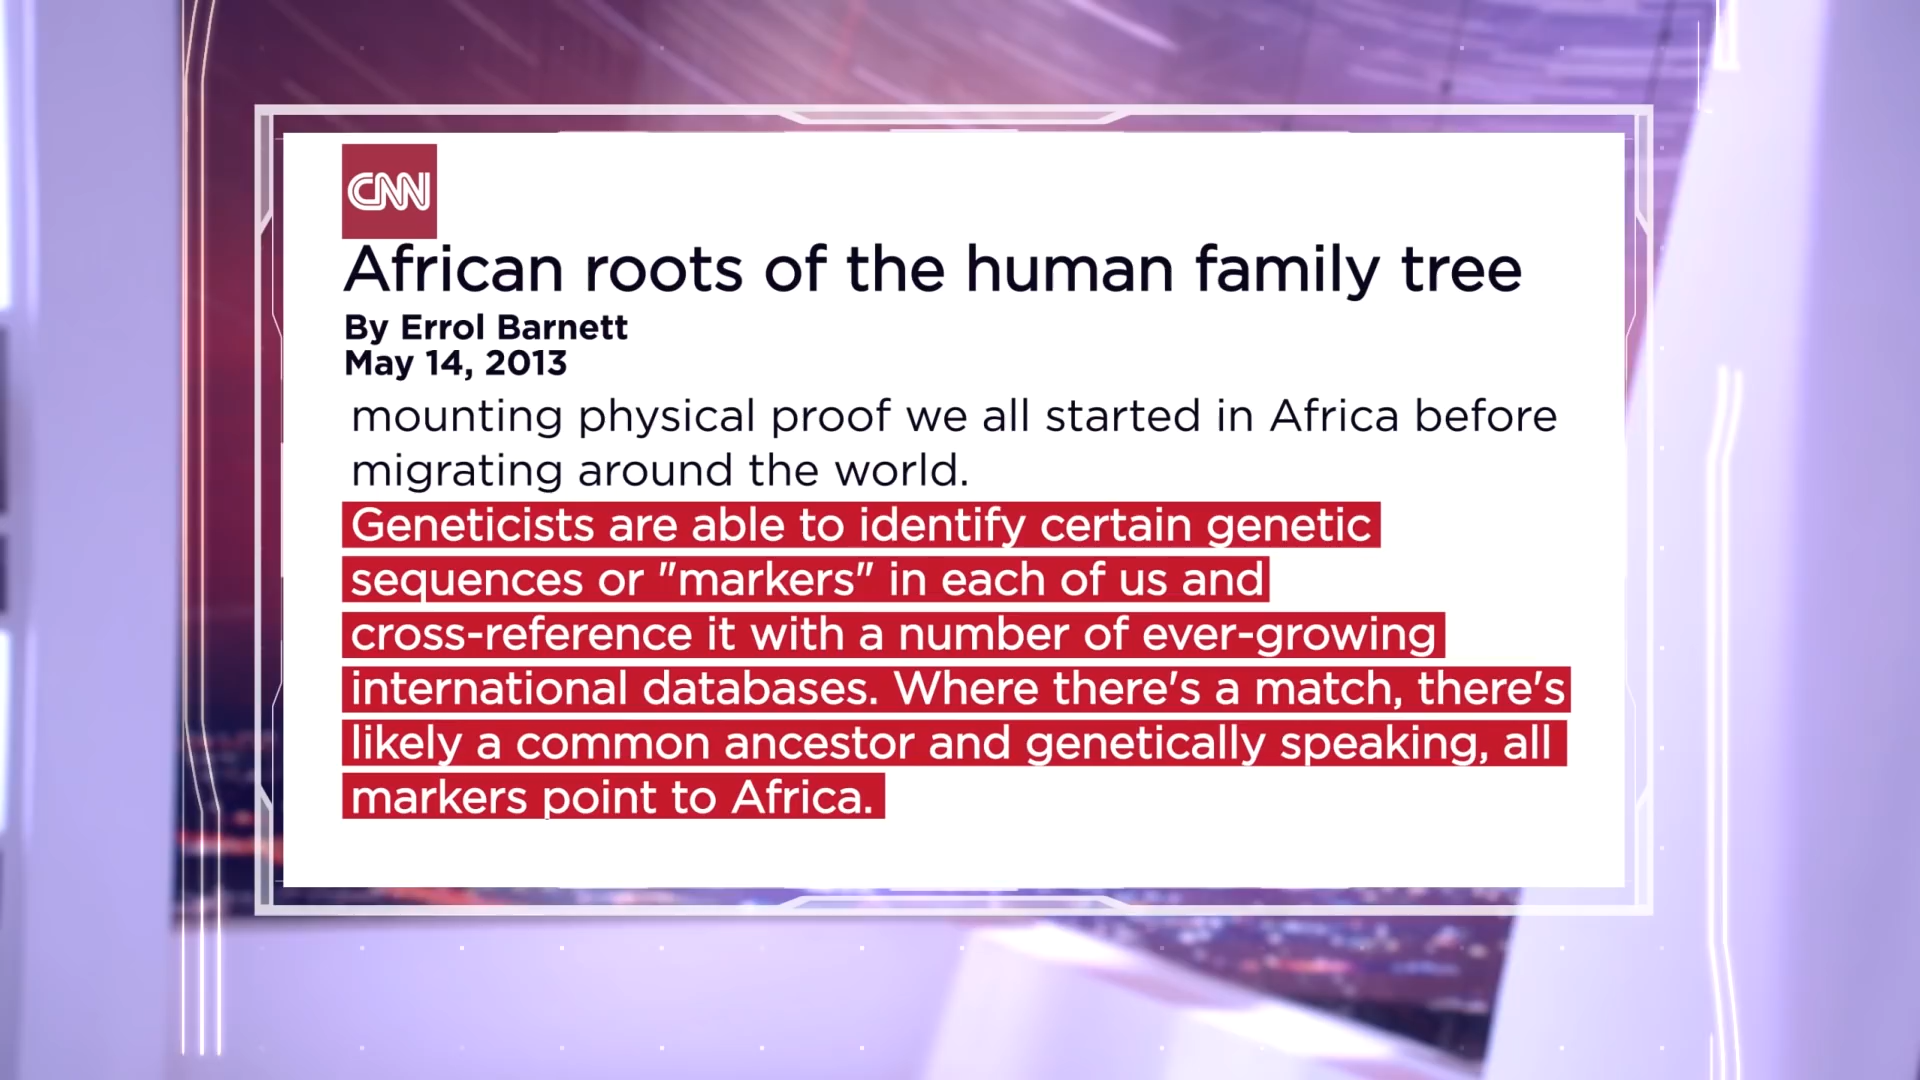 CNN
African roots of the human family tree
By Errol Barnett
May 14, 2013
mounting physical proof we all started in Africa before
migrating around the world.
Geneticists are able to identify certain genetic
sequences or "markers" in each of us and
cross-reference it with a number of ever-growing
international databases. Where there's a match, there's
likely a common ancestor and genetically speaking, all
markers point to Africa.